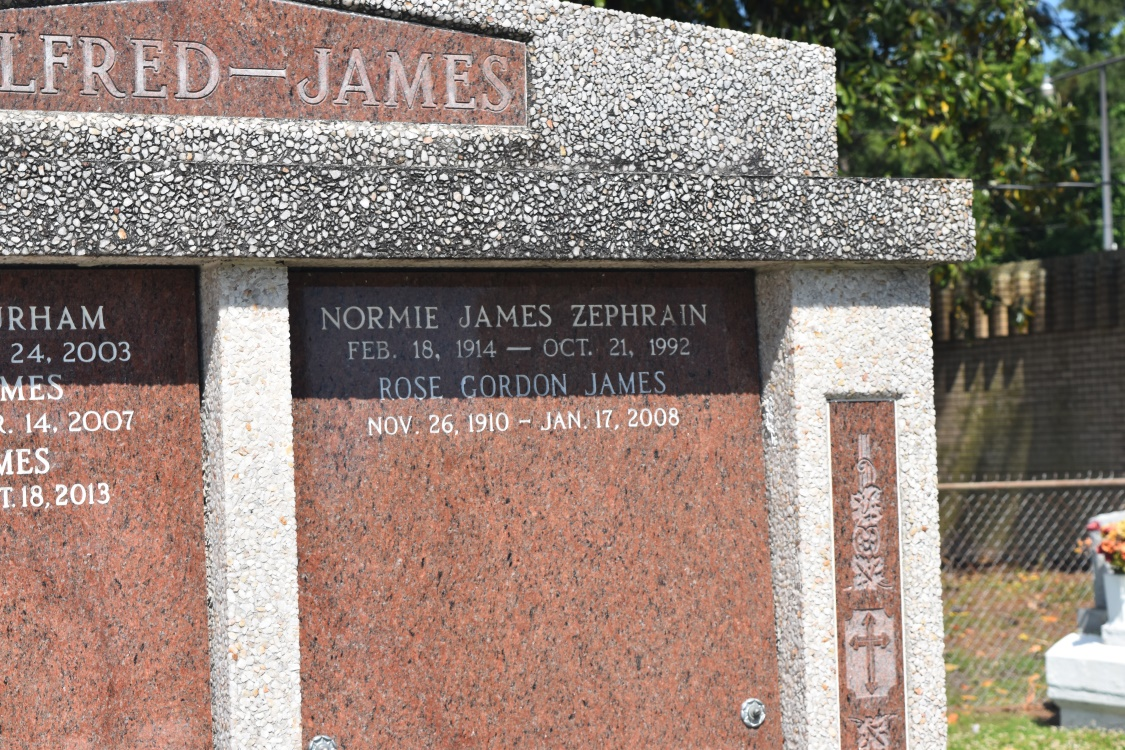 LFRED — JAMES
URHAM
24, 2003
MES
R. 14, 2007
MES
T. 18, 2013
NORMIE JAMES ZEPHRAIN
FEB. 18, 1914 — OCT. 21, 1992
ROSE GORDON JAMES
NOV. 26, 1910 – JAN. 17, 2008